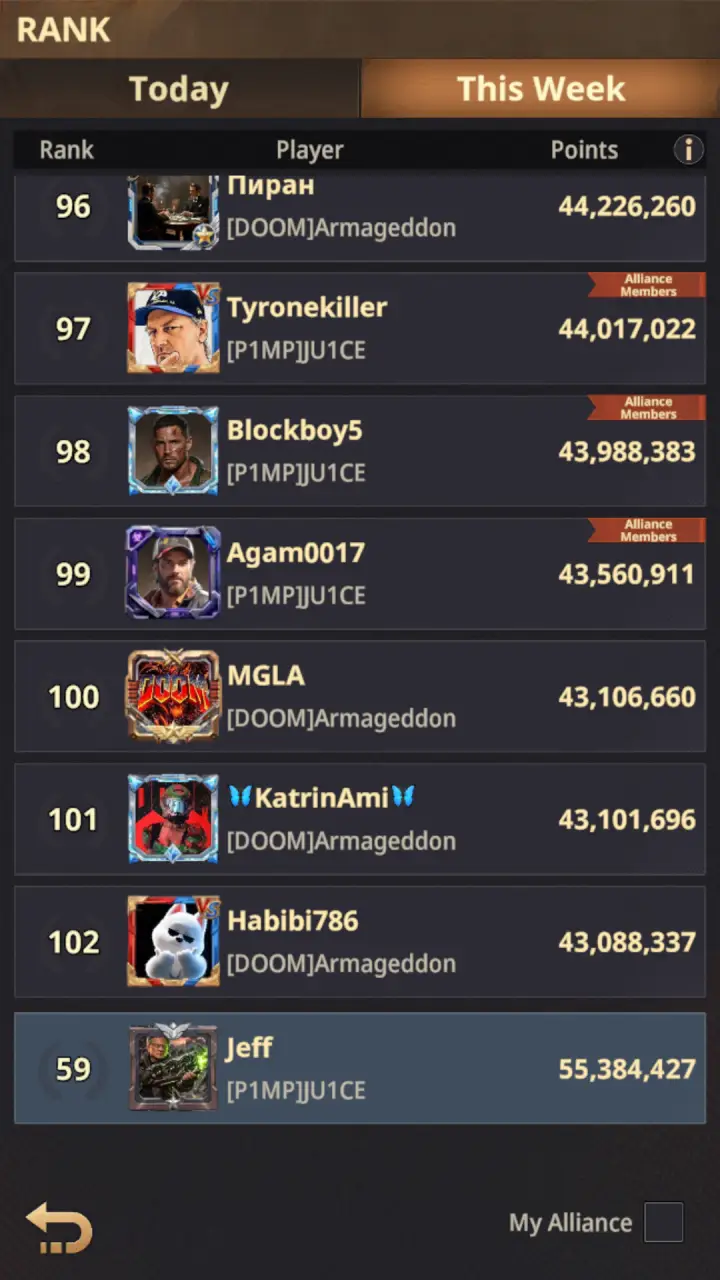 RANK
Today
This Week
Rank
Player
Points
96
Пиран
[DOOM]Armageddon
44,226,260
Alliance
Members
97
Tyronekiller
[P1MP]JU1CE
44,017,022
Alliance
Members
98
Blockboy5
[P1MP]JU1CE
43,988,383
Alliance
Members
99
Agam0017
[P1MP]JU1CE
43,560,911
100
DOOM
MGLA
[DOOM]Armageddon
43,106,660
101
🦋KatrinAmi🦋
[DOOM]Armageddon
43,101,696
102
VS
Habibi786
[DOOM]Armageddon
43,088,337
59
Jeff
[P1MP]JU1CE
55,384,427
My Alliance